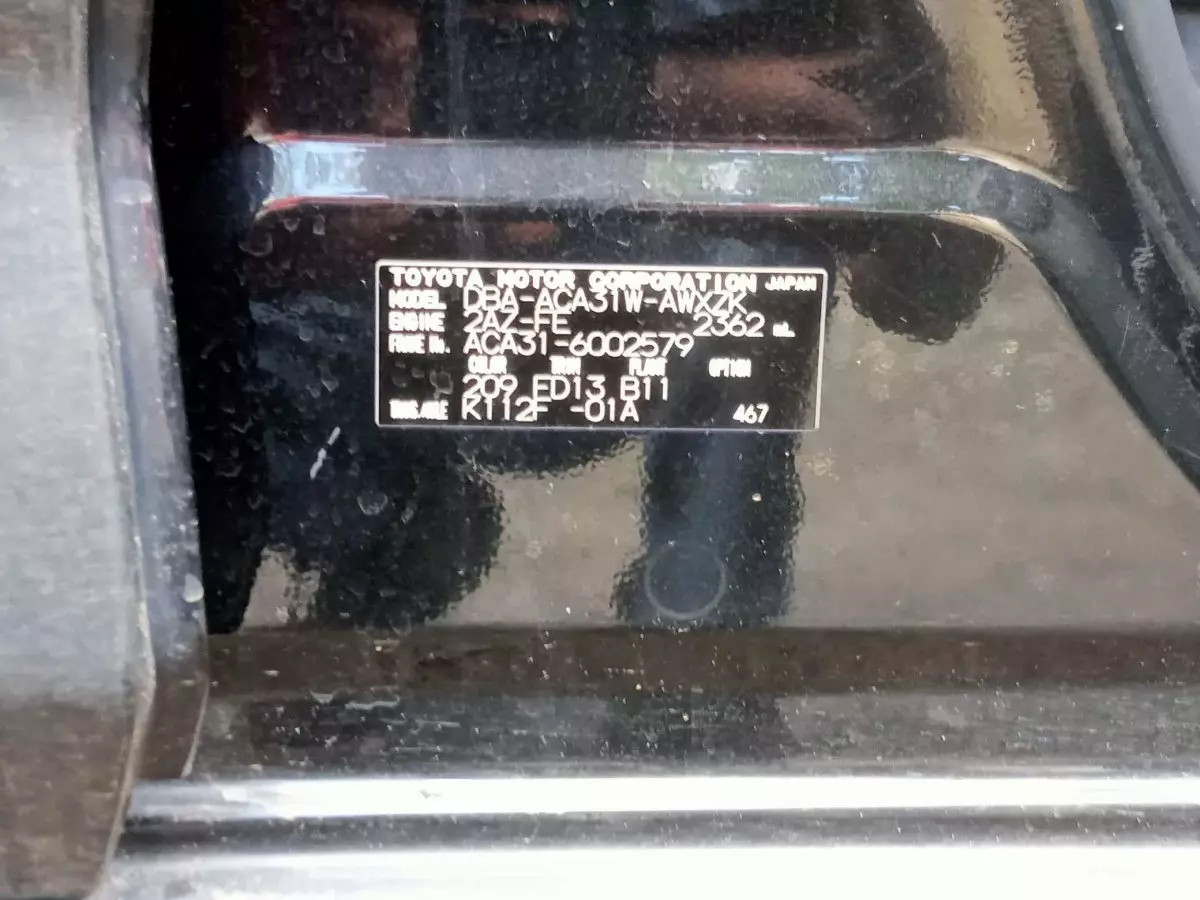 TOYOTA MOTOR CORPORATION JAPAN
MODEL DBA-ACA31W-AWXZK
ENGINE 2AZ-FE 2362 mL
FRAME No. ACA31-6002579
COLOR TRIM PLANT OPTION
209 FD13 B11
TRANS/AXLE K112F -01A 467